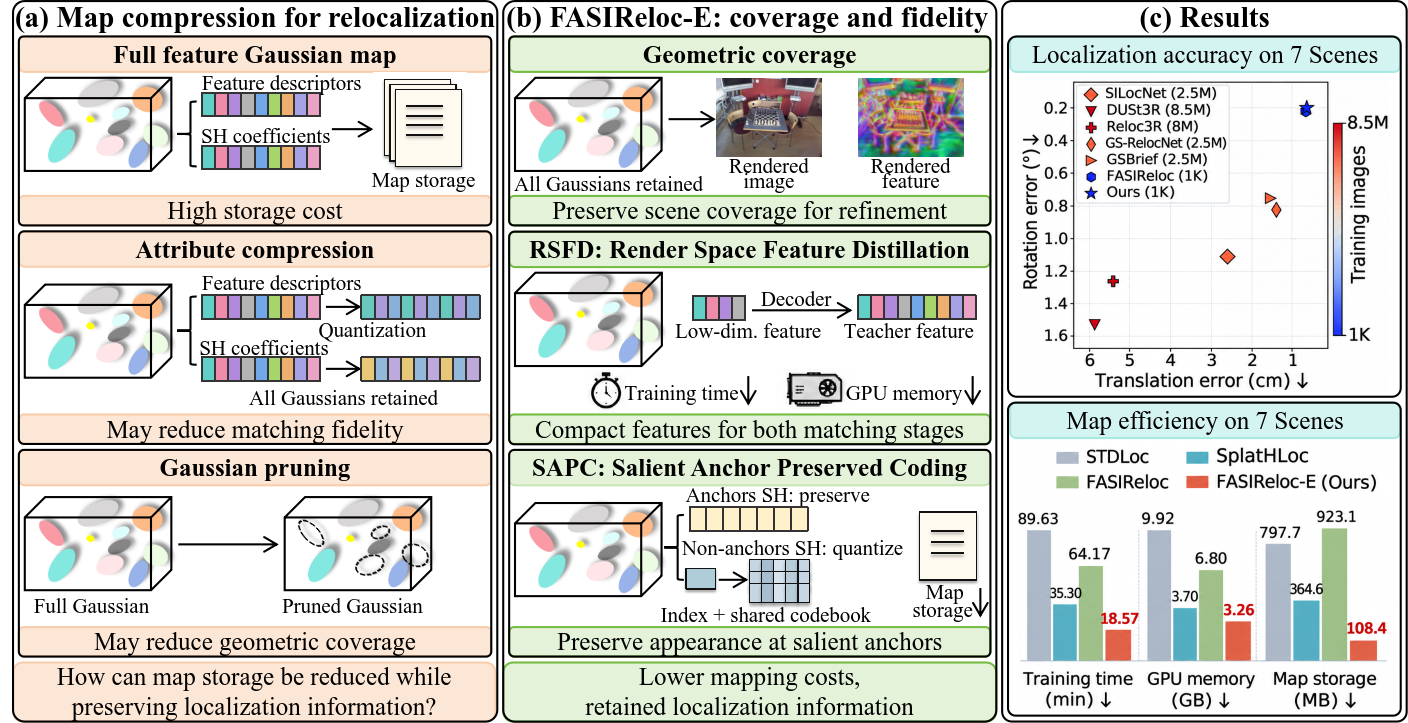 (a) Map compression for relocalization
Full feature Gaussian map
Feature descriptors
SH coefficients
Map storage
High storage cost
Attribute compression
Feature descriptors
Quantization
SH coefficients
All Gaussians retained
May reduce matching fidelity
Gaussian pruning
Full Gaussian
Pruned Gaussian
May reduce geometric coverage
How can map storage be reduced while
preserving localization information?
(b) FASIReloc-E: coverage and fidelity
Geometric coverage
All Gaussians retained
Rendered
image
Rendered
feature
Preserve scene coverage for refinement
RSFD: Render Space Feature Distillation
Decoder
Low-dim. feature
Teacher feature
Training time↓
GPU memory↓
Compact features for both matching stages
SAPC: Salient Anchor Preserved Coding
Anchors SH: preserve
Non-anchors SH: quantize
Index + shared codebook
Map
storage↓
Preserve appearance at salient anchors
Lower mapping costs,
retained localization information
(c) Results
Localization accuracy on 7 Scenes
SILocNet (2.5M)
DUSt3R (8.5M)
Reloc3R (8M)
GS-RelocNet (2.5M)
GSBrief (2.5M)
FASIReloc (1K)
Ours (1K)
Rotation error (°)↓
0.2
0.4
0.6
0.8
1.0
1.2
1.4
1.6
6 5 4 3 2 1
Translation error (cm) ↓
8.5M
Training images
1K
Map efficiency on 7 Scenes
STDLoc
SplatHLoc
FASIReloc
FASIReloc-E (Ours)
89.63
35.30
64.17
18.57
9.92
3.70
6.80
3.26
797.7
364.6
923.1
108.4
Training time
(min) ↓
GPU memory
(GB) ↓
Map storage
(MB) ↓